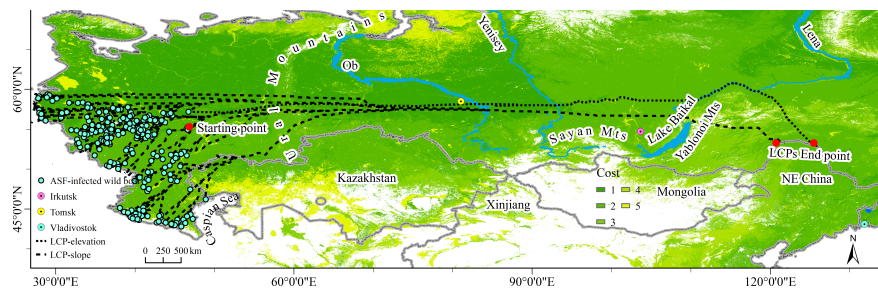 Mountains
Ural
Yenisey
Lena
Ob
60°0'0"N
Starting point
Sayan Mts
Lake Baikal
Yablonoi Mts
LCPs End point
NE China
Kazakhstan
Xinjiang
Mongolia
Caspian Sea
45°0'0"N
ASF-infected wild
Irkutsk
Tomsk
Vladivostok
LCP-elevation
LCP-slope
0 250 500 km
Cost
1 4
2 5
3
N
30°0'0"E
60°0'0"E
90°0'0"E
120°0'0"E